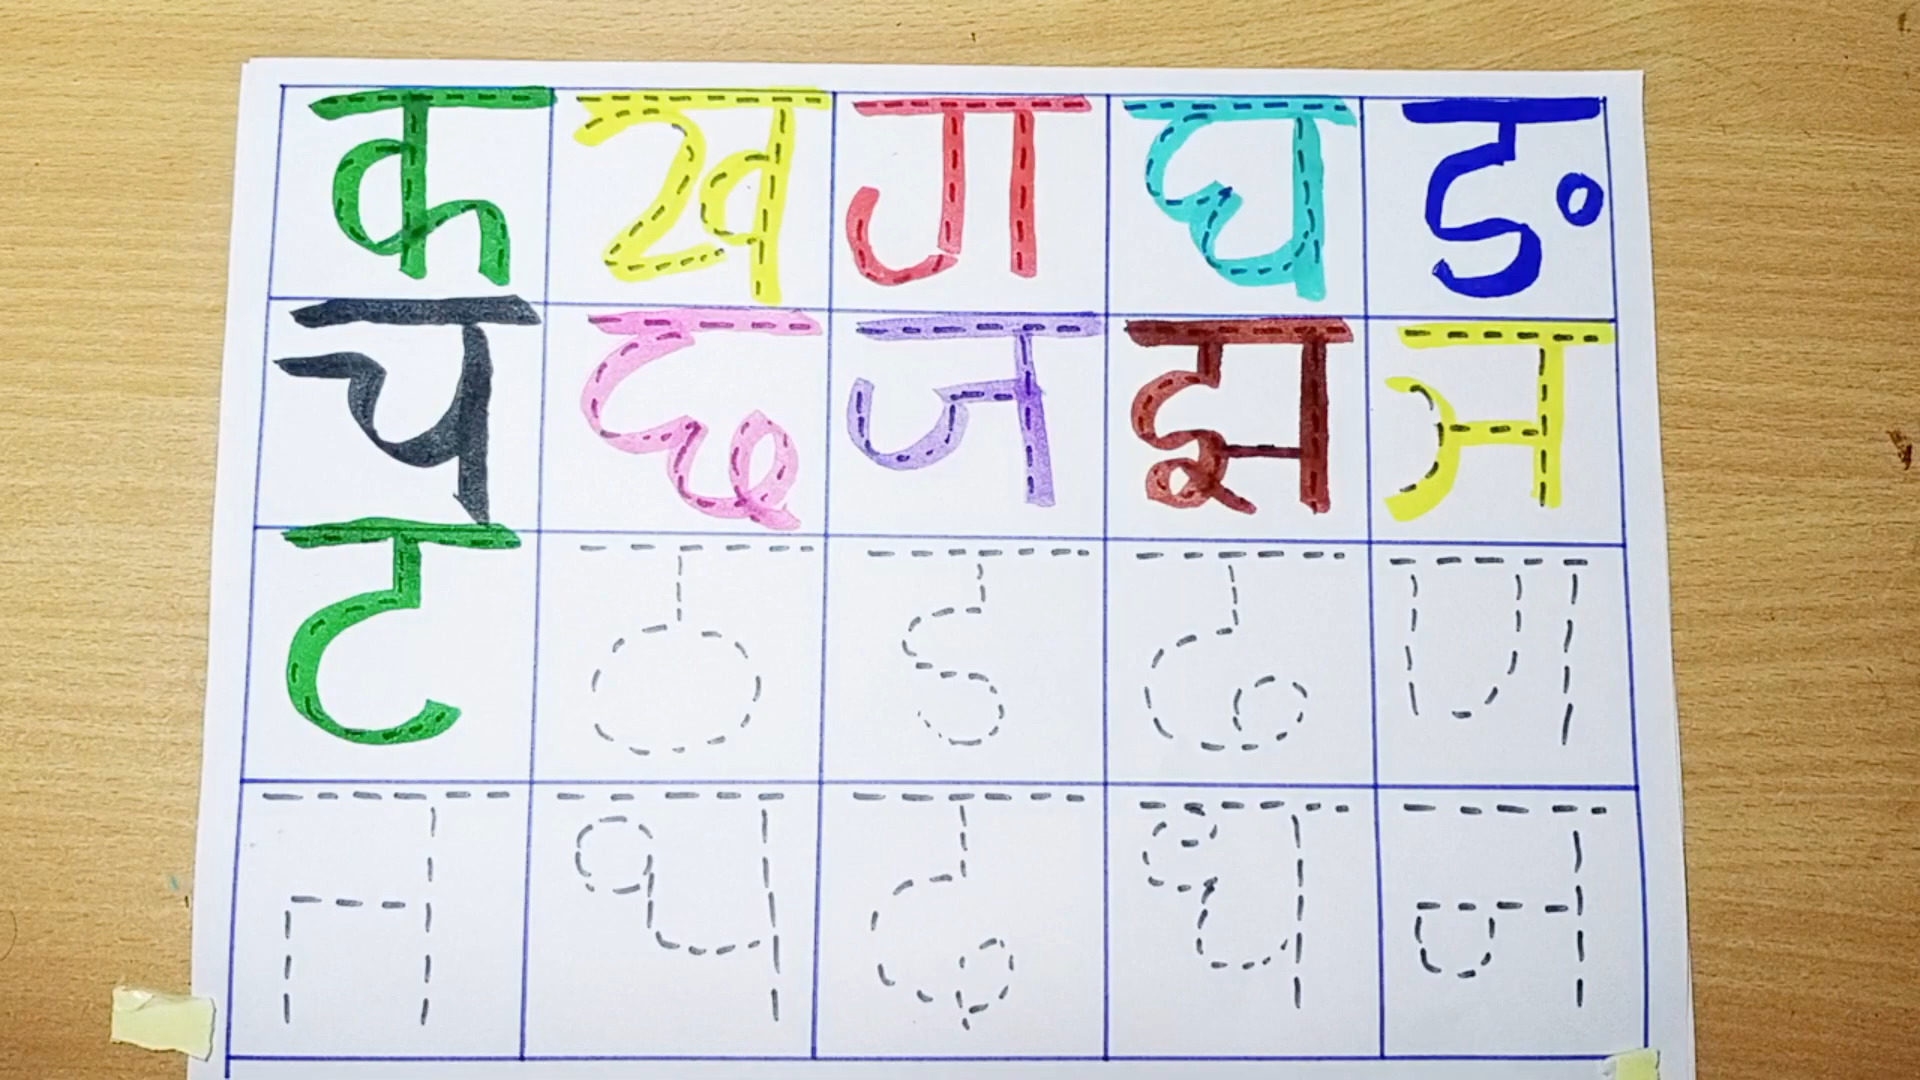 क ख ग घ ङ
च छ ज झ ञ
ट ठ ड ढ ण
त थ द ध न